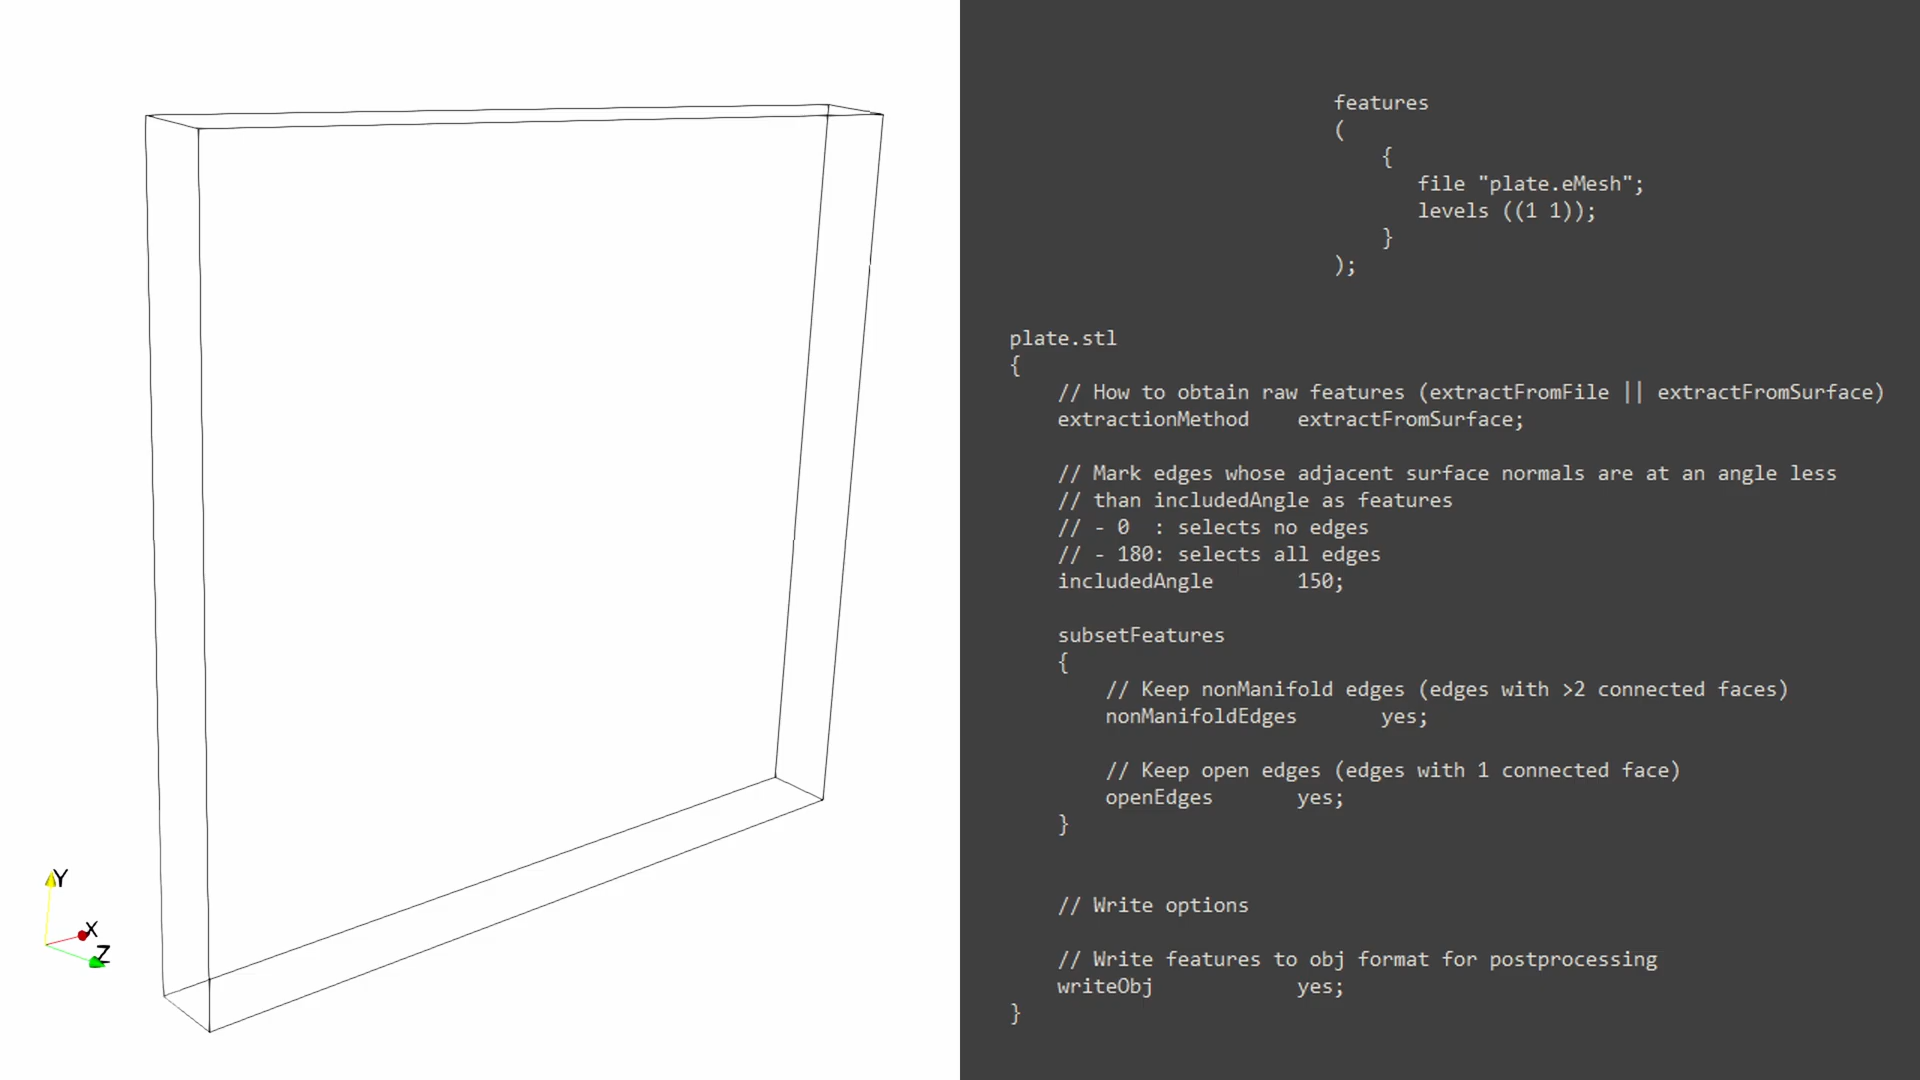 features
(
{
file "plate.eMesh";
levels ((1 1));
}
);
plate.stl
{
// How to obtain raw features (extractFromFile || extractFromSurface)
extractionMethod    extractFromSurface;
// Mark edges whose adjacent surface normals are at an angle less
// than includedAngle as features
// - 0  : selects no edges
// - 180: selects all edges
includedAngle       150;
subsetFeatures
{
// Keep nonManifold edges (edges with >2 connected faces)
nonManifoldEdges       yes;
// Keep open edges (edges with 1 connected face)
openEdges       yes;
}
// Write options
// Write features to obj format for postprocessing
writeObj            yes;
}
Y
X
Z